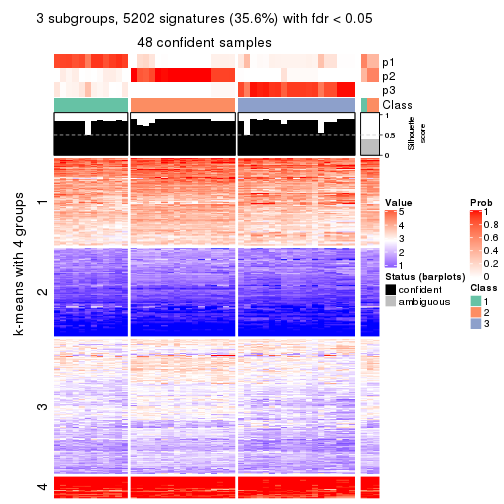 3 subgroups, 5202 signatures (35.6%) with fdr < 0.05
48 confident samples
p1
p2
p3
Class
1
0.5
0
Silhouette
score
k-means with 4 groups
1
2
3
4
Value
5
4
3
2
1
Status (barplots)
confident
ambiguous
Prob
1
0.8
0.6
0.4
0.2
0
Class
1
2
3